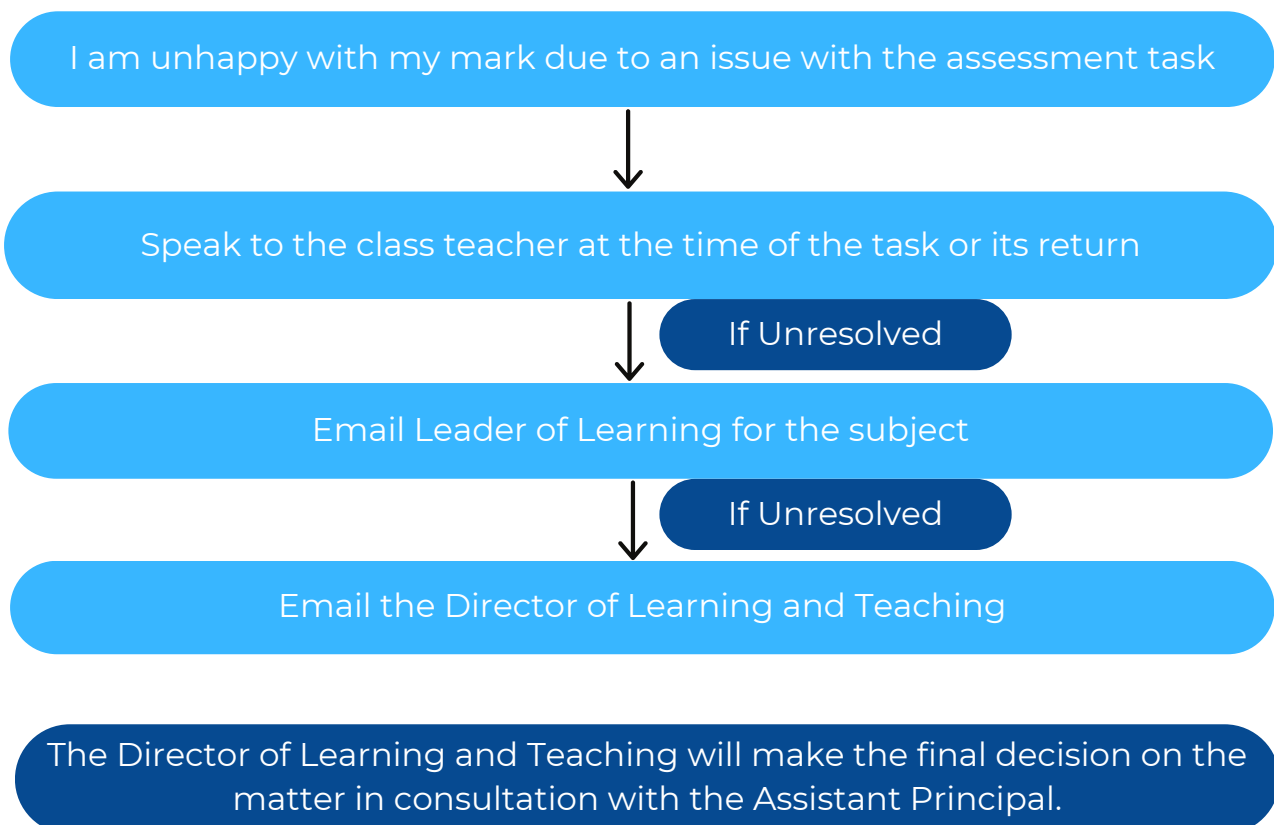 I am unhappy with my mark due to an issue with the assessment task
Speak to the class teacher at the time of the task or its return
If Unresolved
Email Leader of Learning for the subject
If Unresolved
Email the Director of Learning and Teaching
The Director of Learning and Teaching will make the final decision on the
matter in consultation with the Assistant Principal.